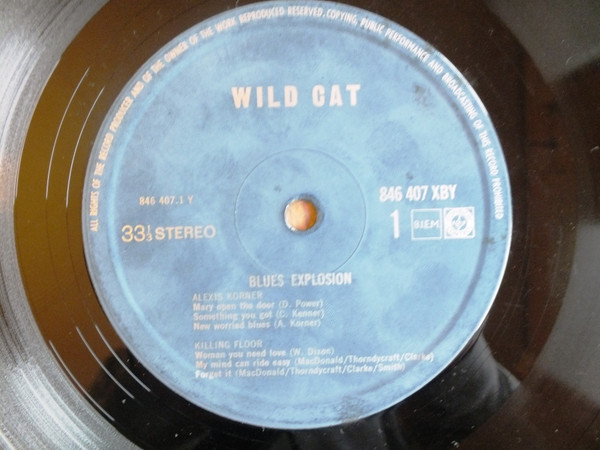 ALL RIGHTS OF THE RECORD PRODUCER AND OF THE OWNER OF THE WORK REPRODUCED RESERVED. COPYING, PUBLIC PERFORMANCE AND BROADCASTING OF THE RECORD PROHIBITED
WILD CAT
846 407.1 Y
846 407 XBY
33⅓ STEREO
1 BIEM
BLUES EXPLOSION
ALEXIS KORNER
Mary open the door (D. Power)
Something you got (C. Kenner)
New worried blues (A. Korner)
KILLING FLOOR
Woman you need love (W. Dixon)
My mind can ride easy (MacDonald/Thorndycraft/Clarke)
Forget it (MacDonald/Thorndycraft/Clarke/Smith)